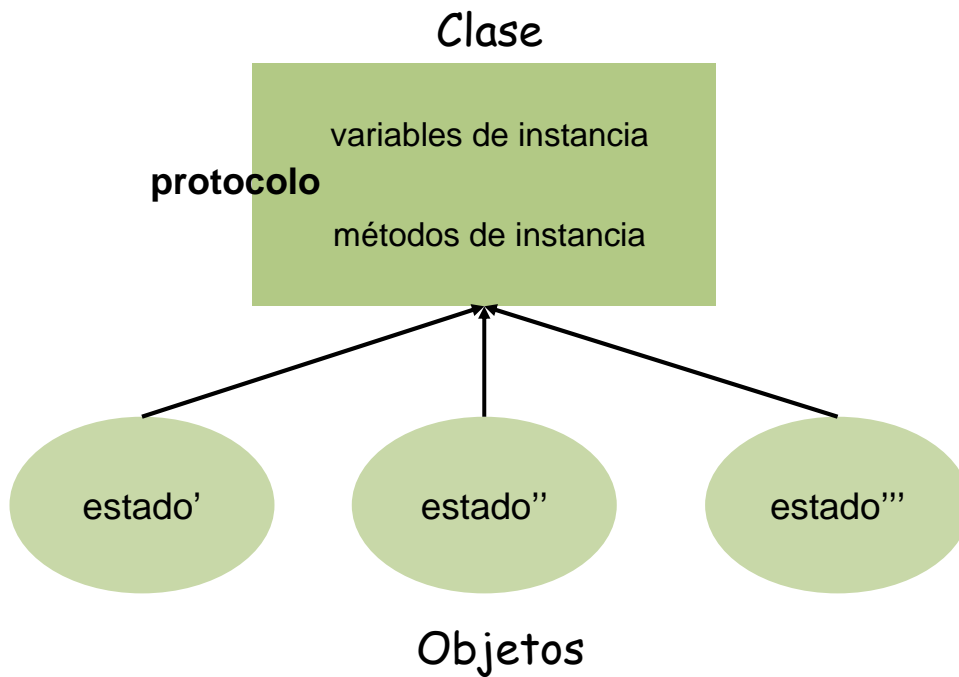 Clase
variables de instancia
protocolo
métodos de instancia
estado'
estado''
estado'''
Objetos